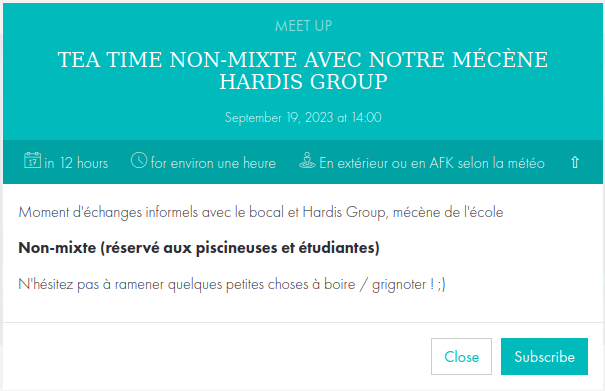 MEET UP
TEA TIME NON-MIXTE AVEC NOTRE MÉCÈNE
HARDIS GROUP
September 19, 2023 at 14:00
17 in 12 hours for environ une heure En extérieur ou en AFK selon la météo ⇧
Moment d'échanges informels avec le bocal et Hardis Group, mécène de l'école
Non-mixte (réservé aux piscineuses et étudiantes)
N'hésitez pas à ramener quelques petites choses à boire / grignoter ! ;)
Close Subscribe